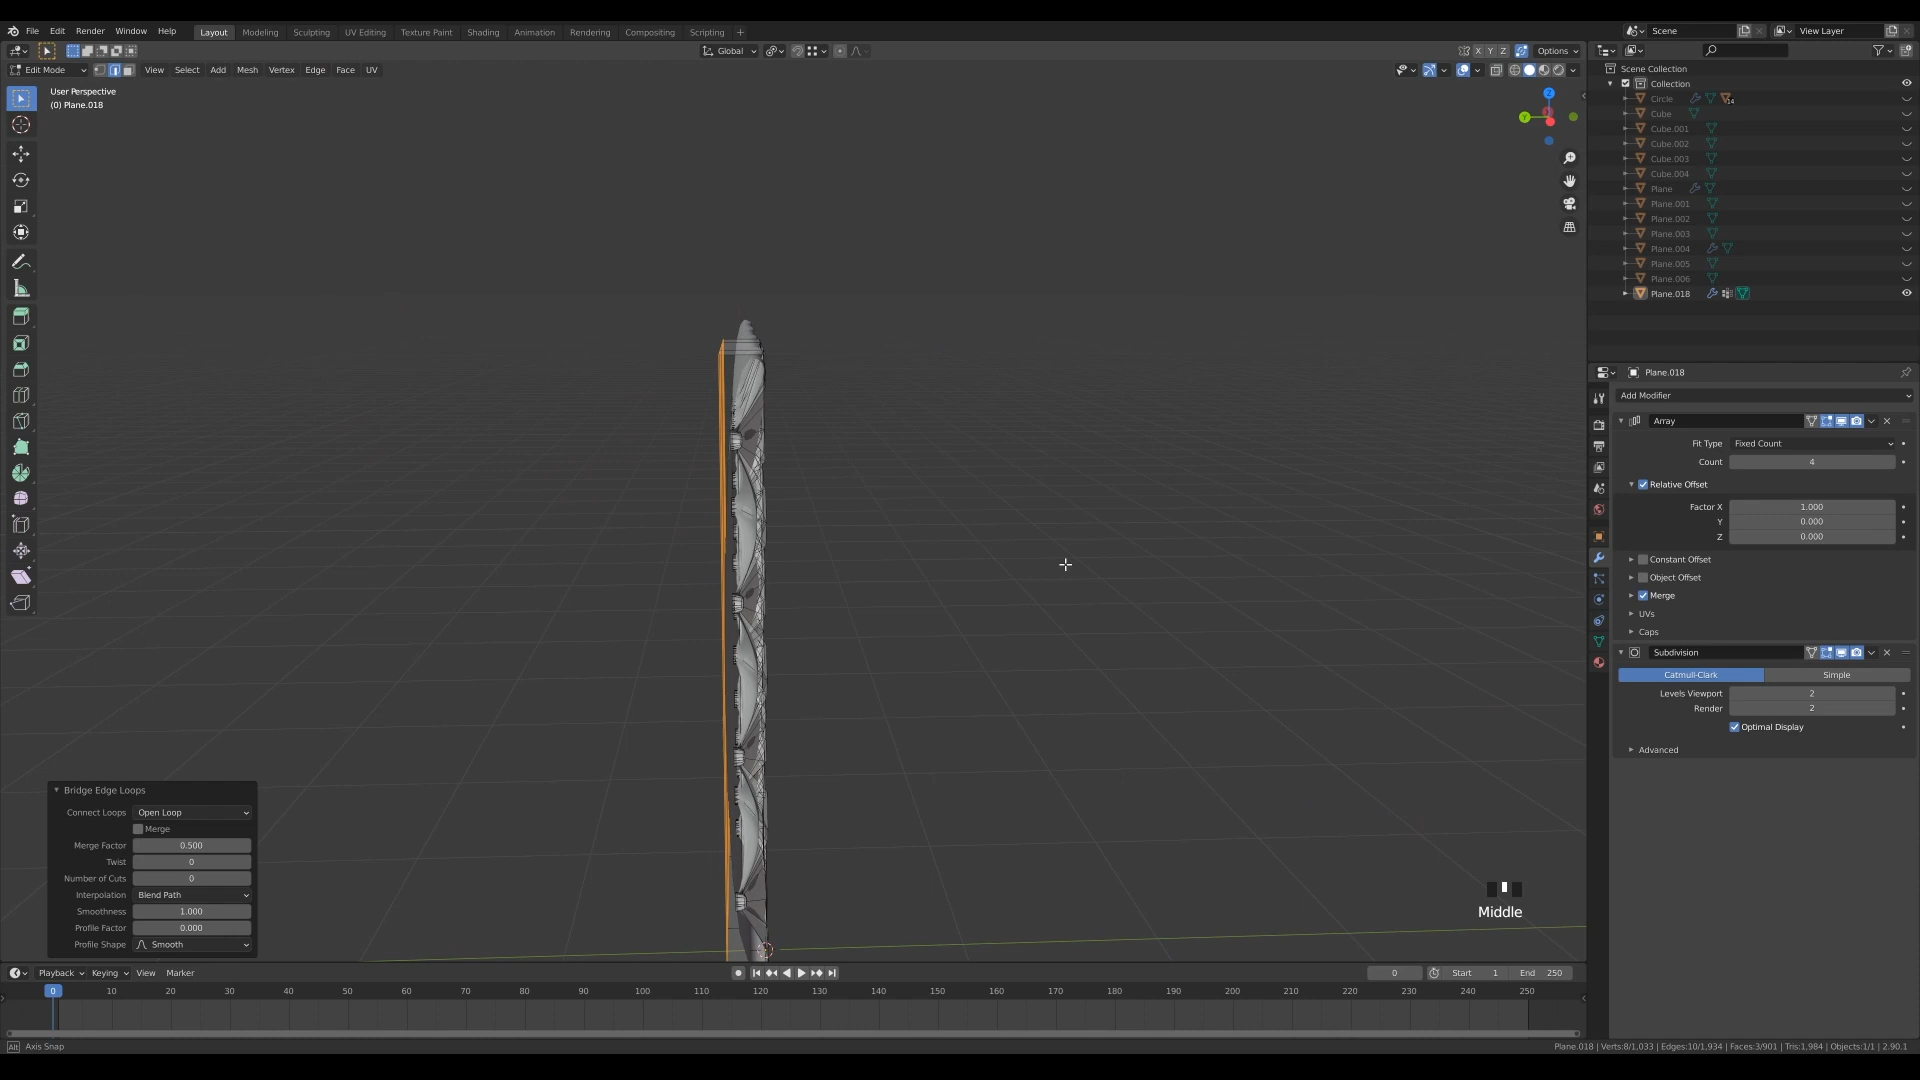 File Edit Render Window Help Layout Modeling Sculpting UV Editing Texture Paint Shading Animation Rendering Compositing Scripting + Scene View Layer
Global X Y Z Options
Edit Mode View Select Add Mesh Vertex Edge Face UV
User Perspective
(0) Plane.018
Z
Y
Scene Collection
Collection
Circle 14
Cube
Cube.001
Cube.002
Cube.003
Cube.004
Plane
Plane.001
Plane.002
Plane.003
Plane.004
Plane.005
Plane.006
Plane.018
Plane.018
Add Modifier
Array
Fit Type Fixed Count
Count 4
Relative Offset
Factor X 1.000
Y 0.000
Z 0.000
Constant Offset
Object Offset
Merge
UVs
Caps
Subdivision
Catmull-Clark Simple
Levels Viewport 2
Render 2
Optimal Display
Advanced
Bridge Edge Loops
Connect Loops Open Loop
Merge
Merge Factor 0.500
Twist 0
Number of Cuts 0
Interpolation Blend Path
Smoothness 1.000
Profile Factor 0.000
Profile Shape Smooth
Middle
Playback Keying View Marker 0 Start 1 End 250
0 10 20 30 40 50 60 70 80 90 100 110 120 130 140 150 160 170 180 190 200 210 220 230 240 250
Alt Axis Snap
Plane.018 | Verts:8/1,033 | Edges:10/1,934 | Faces:3/901 | Tris:1,984 | Objects:1/1 | 2.90.1